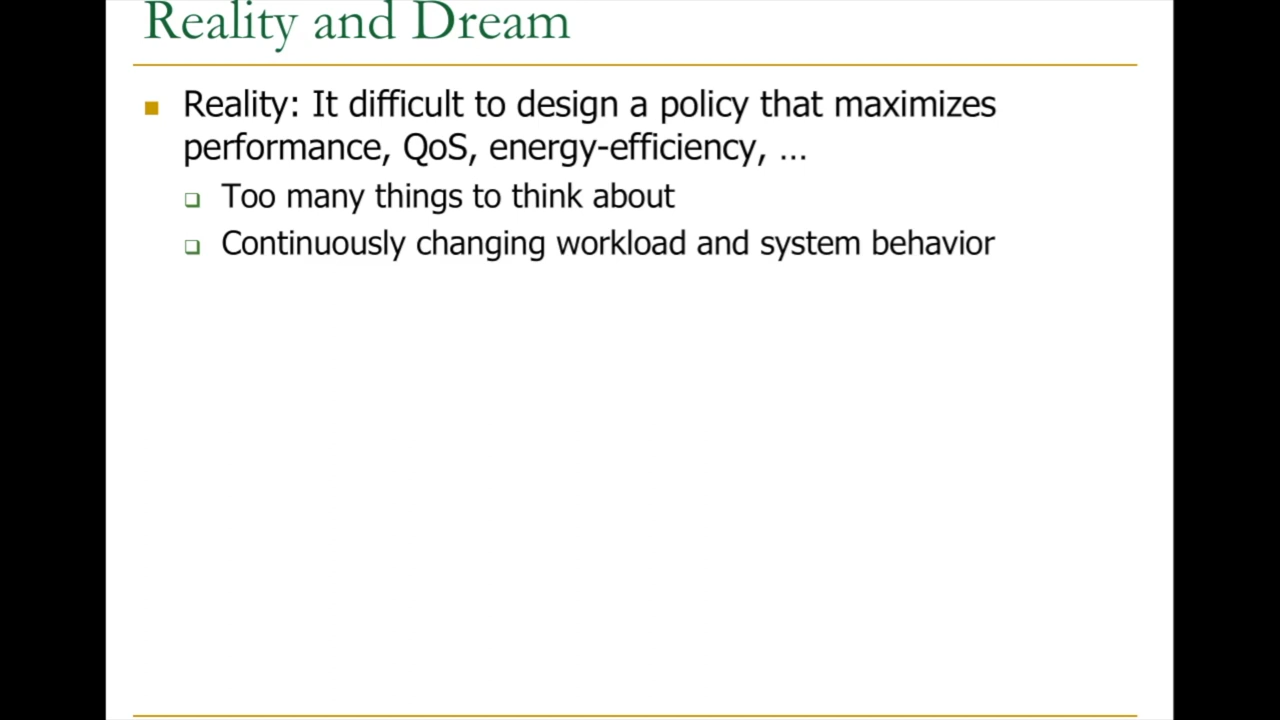 Reality and Dream
Reality: It difficult to design a policy that maximizes
performance, QoS, energy-efficiency, …
Too many things to think about
Continuously changing workload and system behavior